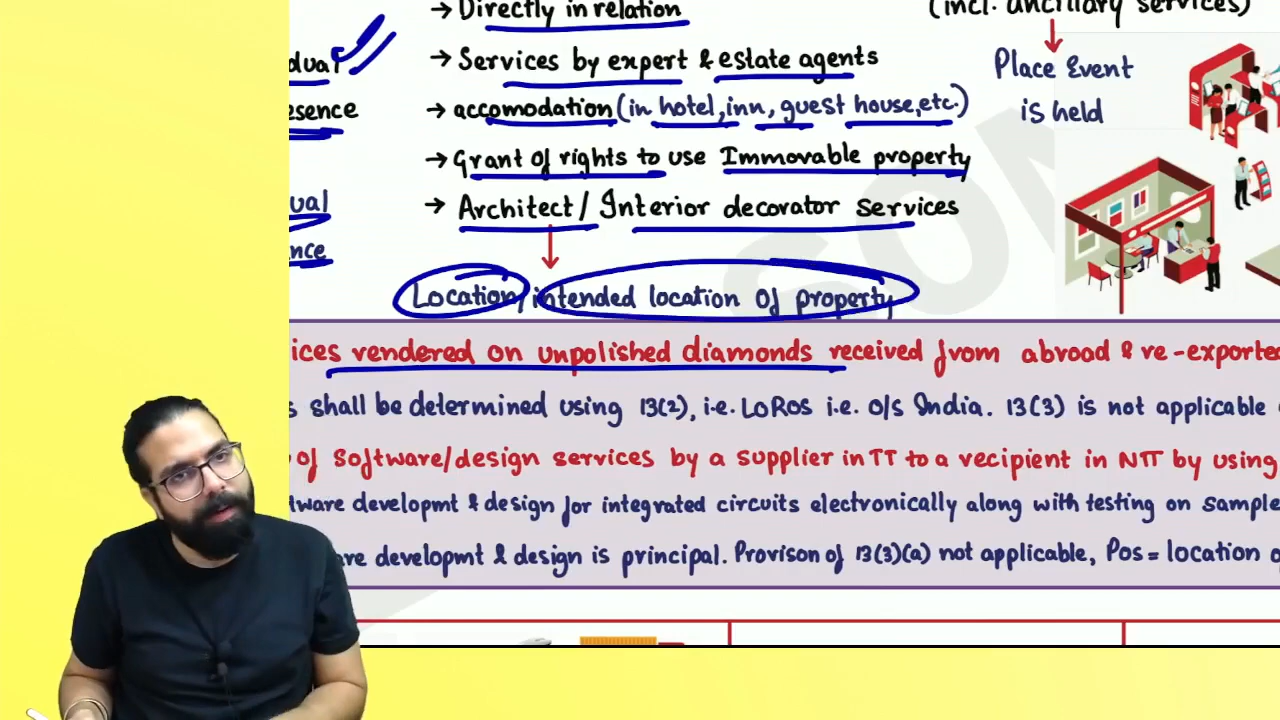 → Directly in relation
(incl. ancillary services)
dual
→ Services by expert & estate agents
Place Event
is held
esence
→ accomodation (in hotel, inn, guest house, etc.)
→ Grant of rights to use Immovable property
ual
→ Architect / Interior decorator services
nce
Location / intended location of property
ices rendered on unpolished diamonds received from abroad & re-exporte
s shall be determined using 13(2), i.e. LOROS i.e. O/s India. 13(3) is not applicable
of Software/design services by a supplier in TT to a recipient in NTT by using
tware developmt & design for integrated circuits electronically along with testing on sample
are developmt & design is principal. Provison of 13(3)(a) not applicable, Pos = location o